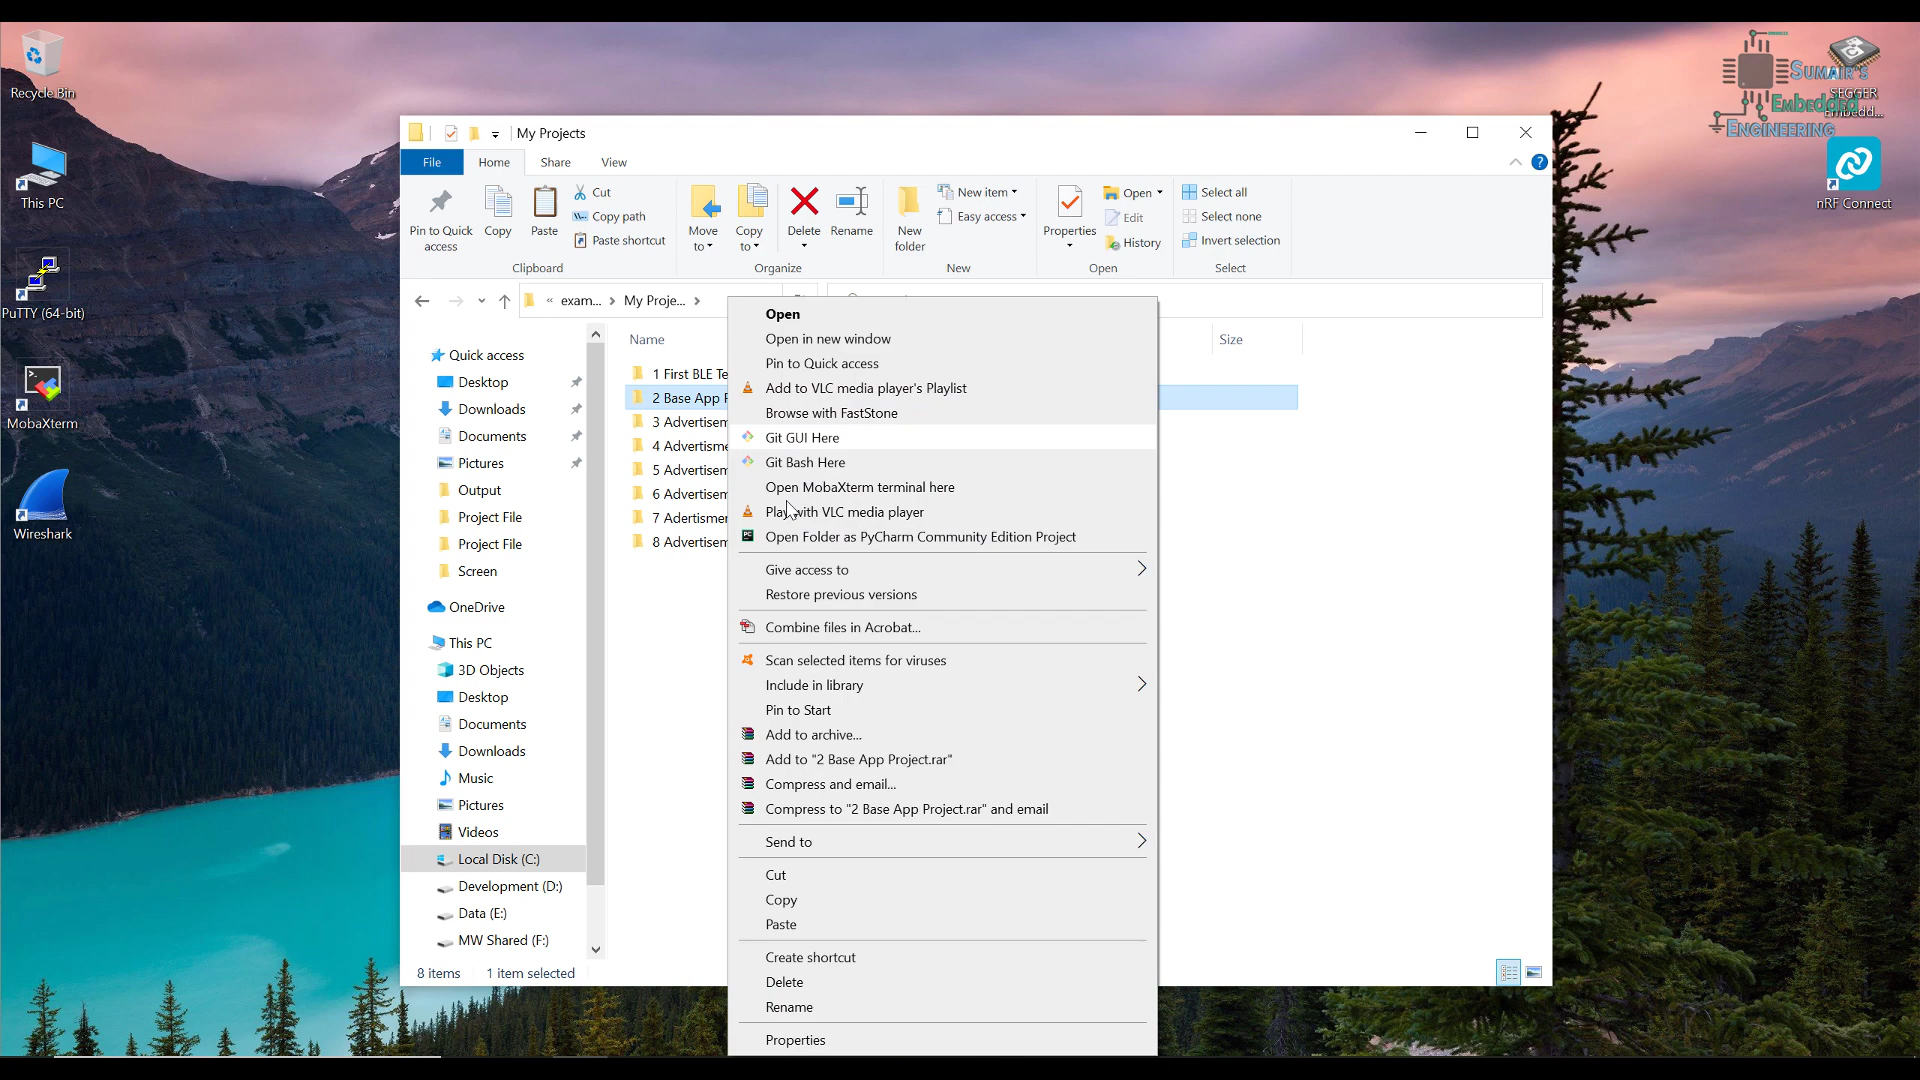 Recycle Bin
This PC
PuTTY (64-bit)
MobaXterm
Wireshark
SUMAIR'S
Embedded
ENGINEERING
SEGGER
Embedd...
nRF Connect
My Projects
File
Home
Share
View
Pin to Quick
access
Copy
Paste
Cut
Copy path
Paste shortcut
Clipboard
Move
to
Copy
to
Delete
Rename
Organize
New
folder
New item
Easy access
New
Properties
Open
Edit
History
Open
Select all
Select none
Invert selection
Select
« exam... > My Proje... >
Name
Size
Quick access
Desktop
Downloads
Documents
Pictures
Output
Project File
Project File
Screen
OneDrive
This PC
3D Objects
Desktop
Documents
Downloads
Music
Pictures
Videos
Local Disk (C:)
Development (D:)
Data (E:)
MW Shared (F:)
1 First BLE Te
2 Base App P
3 Advertisem
4 Advertisem
5 Advertisem
6 Advertisem
7 Adertismen
8 Advertisem
Open
Open in new window
Pin to Quick access
Add to VLC media player's Playlist
Browse with FastStone
Git GUI Here
Git Bash Here
Open MobaXterm terminal here
Play with VLC media player
Open Folder as PyCharm Community Edition Project
Give access to
Restore previous versions
Combine files in Acrobat...
Scan selected items for viruses
Include in library
Pin to Start
Add to archive...
Add to "2 Base App Project.rar"
Compress and email...
Compress to "2 Base App Project.rar" and email
Send to
Cut
Copy
Paste
Create shortcut
Delete
Rename
Properties
8 items
1 item selected